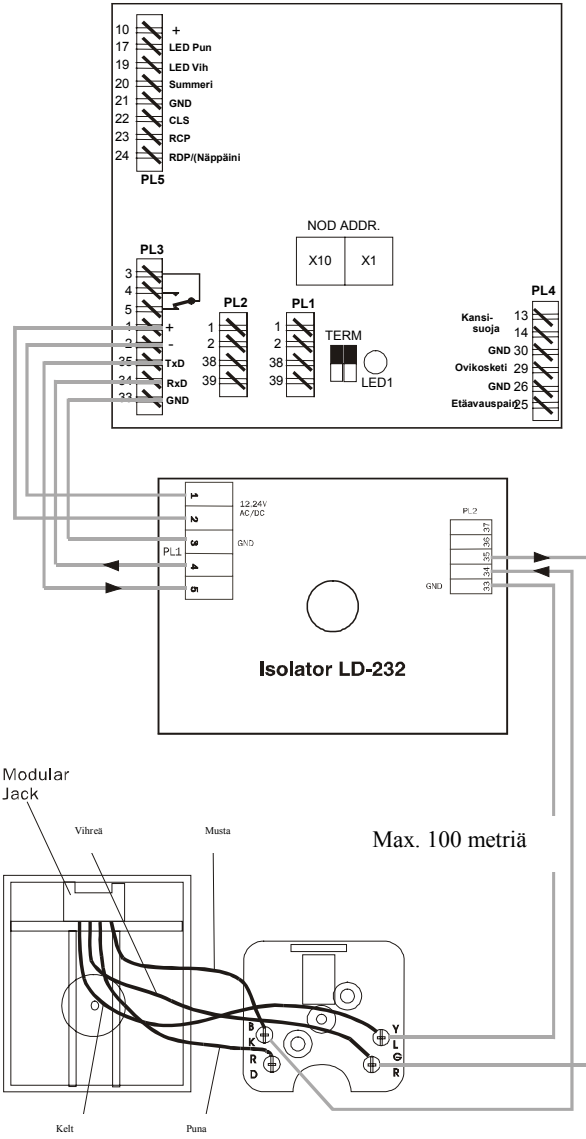 10 +
17 LED Pun
19 LED Vih
20 Summeri
21 GND
22 CLS
23 RCP
24 RDP/(Näppäini
PL5
NOD ADDR.
X10 X1
PL3
3
4
5
1 +
2 -
35 TxD
34 RxD
33 GND
PL2
1
2
38
39
PL1
1
2
38
39
TERM
LED1
PL4
Kansi-
suoja
13
14
GND 30
Ovikosketi 29
GND 26
Etäavauspain 25
PL1
1
2
3
4
5
12.24V
AC/DC
GND
PL2
37
36
35
34
33
GND
Isolator LD-232
Modular
Jack
Vihreä
Musta
Max. 100 metriä
B
K
R
D
Y
L
G
R
Kelt
Puna